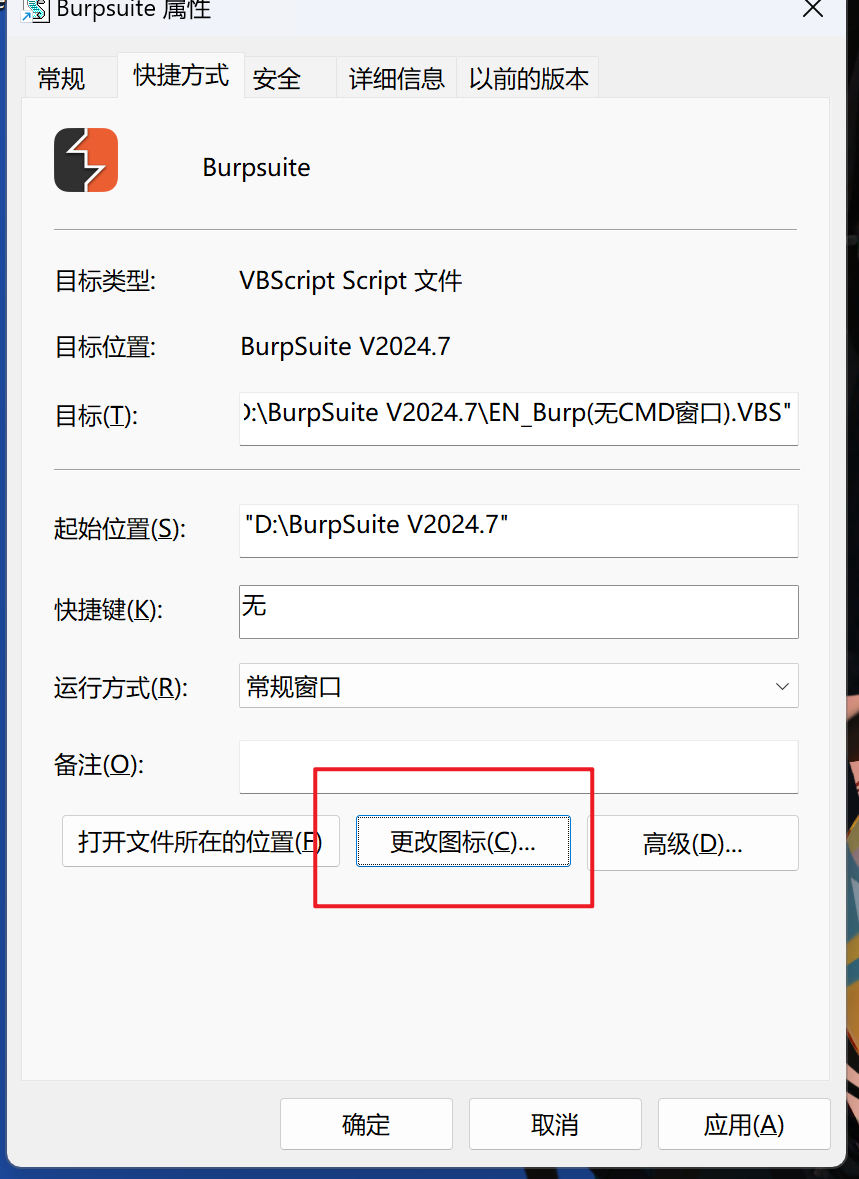 Burpsuite 属性
常规 快捷方式 安全 详细信息 以前的版本
Burpsuite
目标类型: VBScript Script 文件
目标位置: BurpSuite V2024.7
目标(T): D:\BurpSuite V2024.7\EN_Burp(无CMD窗口).VBS"
起始位置(S): "D:\BurpSuite V2024.7"
快捷键(K): 无
运行方式(R): 常规窗口
备注(O):
打开文件所在的位置(F) 更改图标(C)... 高级(D)...
确定 取消 应用(A)